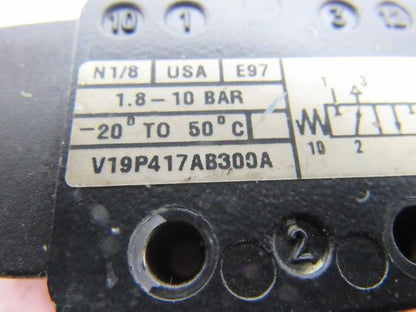 10 1 3 12
N1/8 USA E97
1.8-10 BAR
-20° TO 50°C
V19P417AB300A
1 3
10 2
2